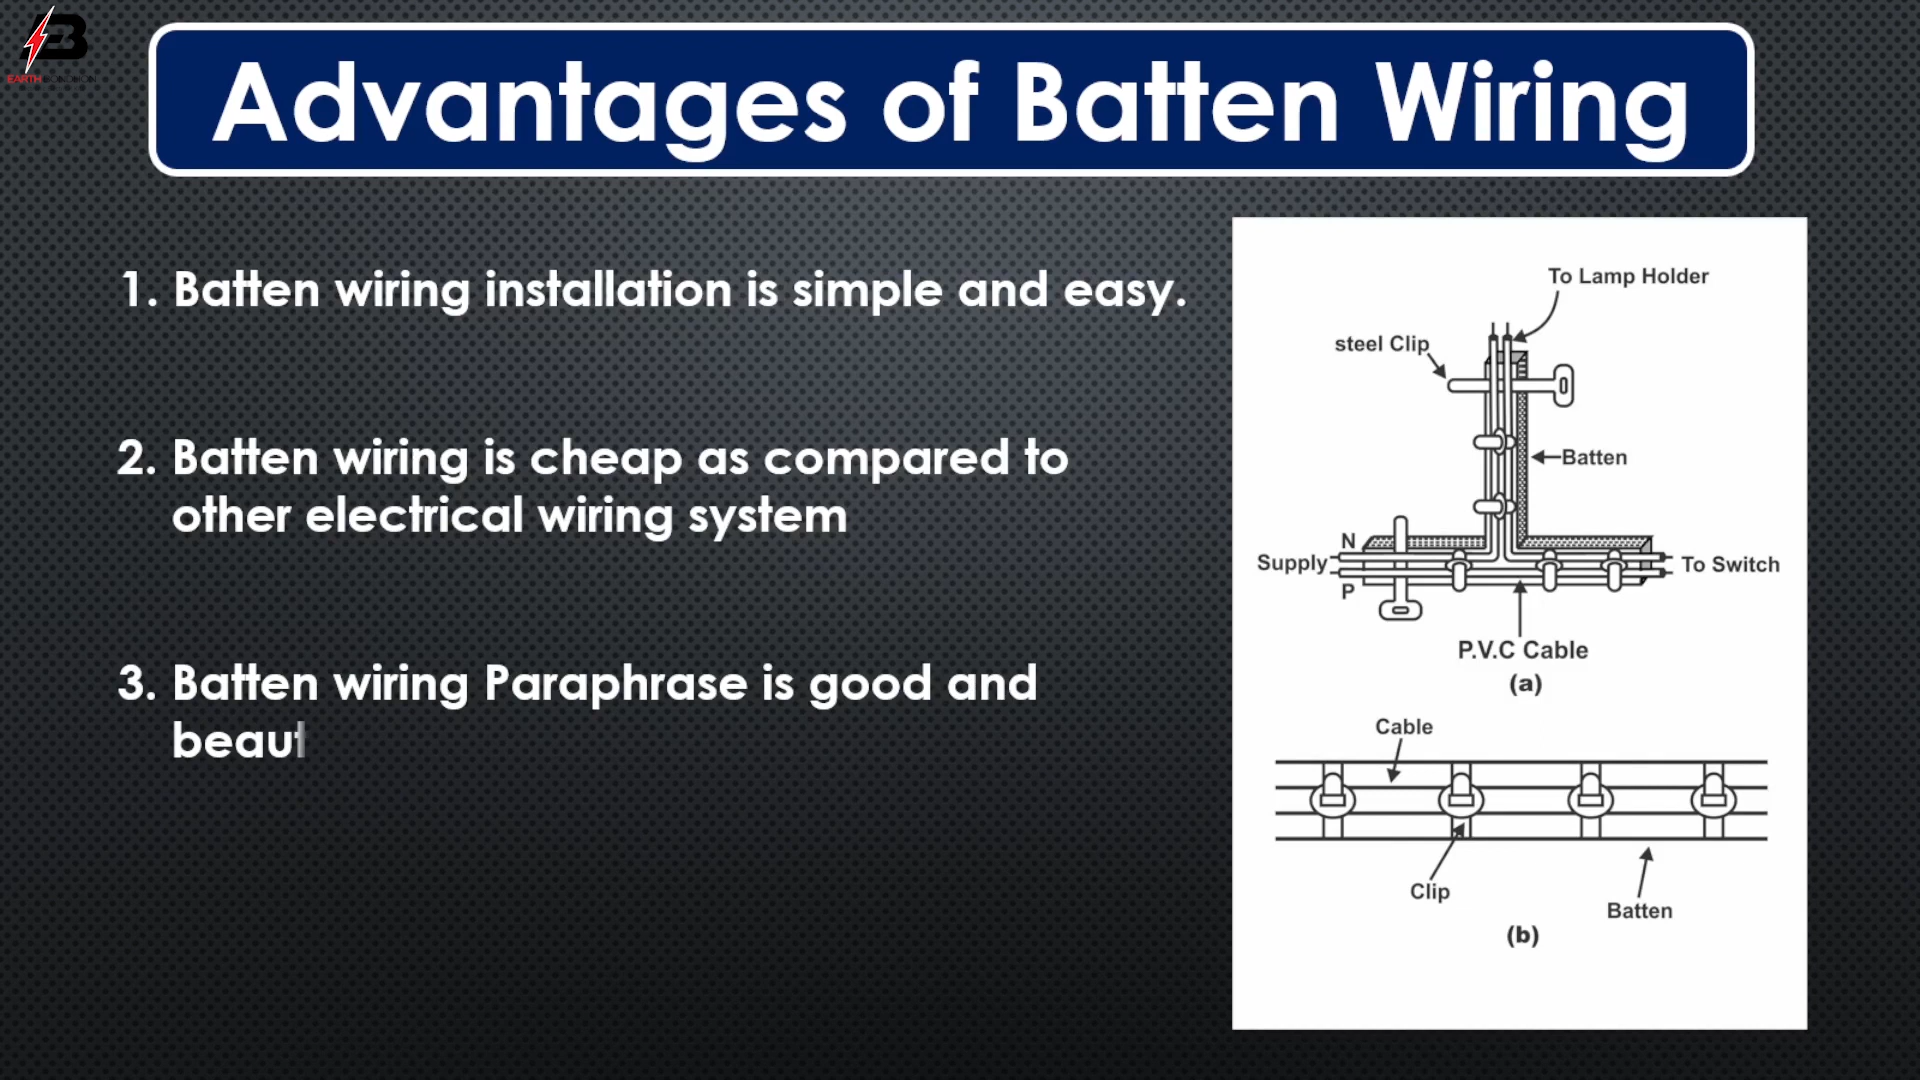 EARTH
Advantages of Batten Wiring
1. Batten wiring installation is simple and easy.
2. Batten wiring is cheap as compared to
other electrical wiring system
3. Batten wiring Paraphrase is good and
beaut
To Lamp Holder
steel Clip
Batten
N
Supply
To Switch
P
P.V.C Cable
(a)
Cable
Clip
Batten
(b)